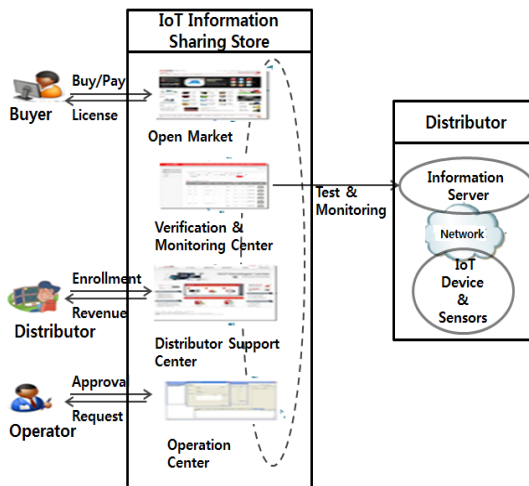 IoT Information
Sharing Store
Buy/Pay
Buyer
License
Open Market
Distributor
Information
Server
Test &
Monitoring
Verification &
Monitoring Center
Network
IoT
Device
&
Sensors
Enrollment
Distributor
Revenue
Distributor Support
Center
Approval
Operator
Request
Operation
Center